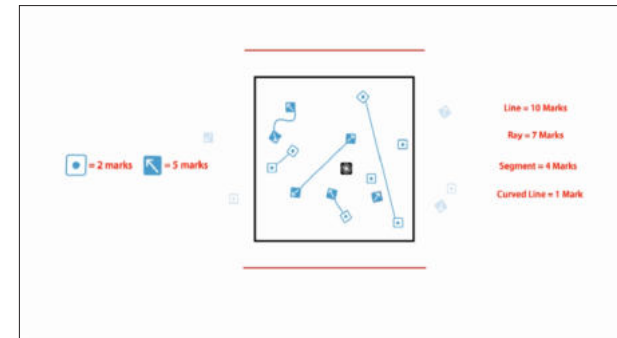 = 2 marks = 5 marks
Line = 10 Marks
Ray = 7 Marks
Segment = 4 Marks
Curved Line = 1 Mark